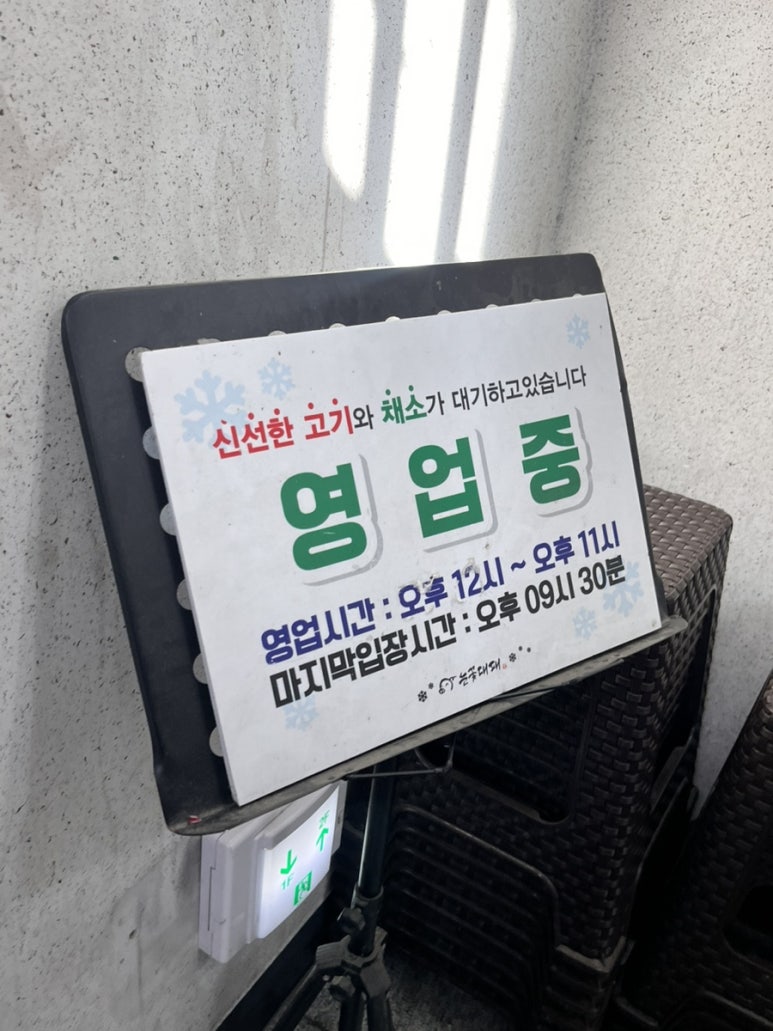 신선한 고기와 채소가 대기하고있습니다
영업중
영업시간 : 오후 12시 ~ 오후 11시
마지막입장시간 : 오후 09시 30분
2F
1F